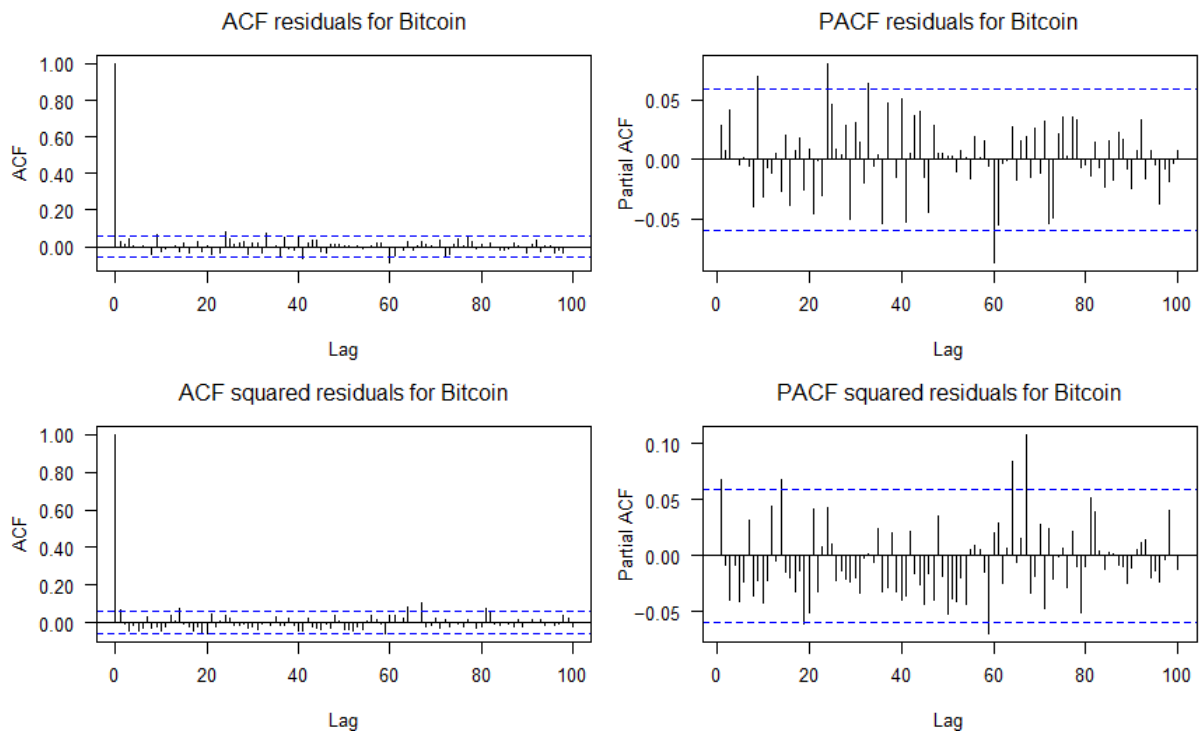 ACF residuals for Bitcoin
ACF
1.00
0.80
0.60
0.40
0.20
0.00
0 20 40 60 80 100
Lag
PACF residuals for Bitcoin
Partial ACF
0.05
0.00
−0.05
0 20 40 60 80 100
Lag
ACF squared residuals for Bitcoin
ACF
1.00
0.80
0.60
0.40
0.20
0.00
0 20 40 60 80 100
Lag
PACF squared residuals for Bitcoin
Partial ACF
0.10
0.05
0.00
−0.05
0 20 40 60 80 100
Lag